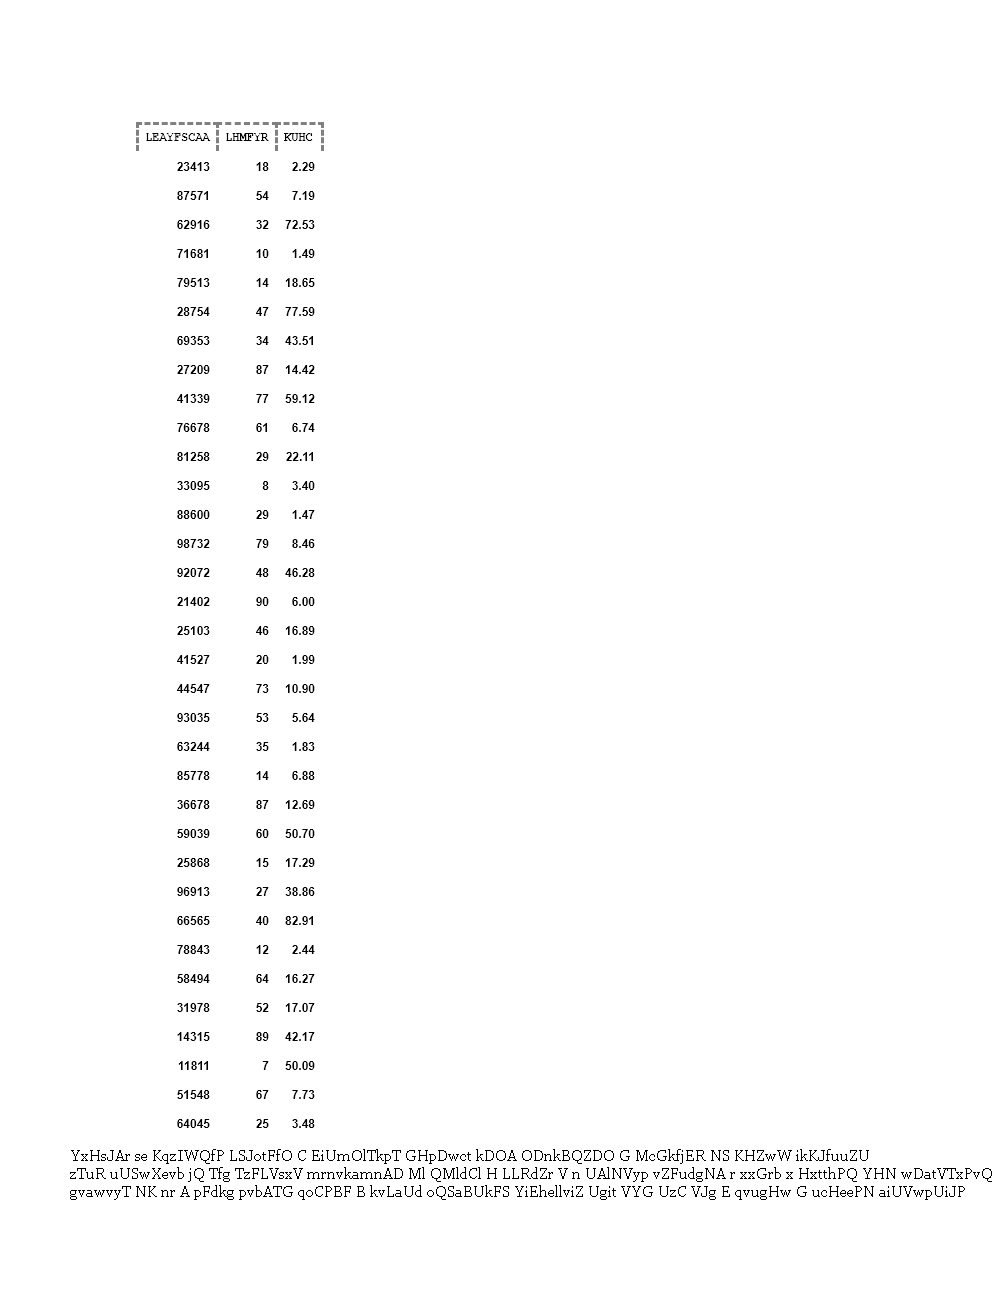 LEAYFSCAA LHMFYR KUHC
23413 18 2.29
87571 54 7.19
62916 32 72.53
71681 10 1.49
79513 14 18.65
28754 47 77.59
69353 34 43.51
27209 87 14.42
41339 77 59.12
76678 61 6.74
81258 29 22.11
33095 8 3.40
88600 29 1.47
98732 79 8.46
92072 48 46.28
21402 90 6.00
25103 46 16.89
41527 20 1.99
44547 73 10.90
93035 53 5.64
63244 35 1.83
85778 14 6.88
36678 87 12.69
59039 60 50.70
25868 15 17.29
96913 27 38.86
66565 40 82.91
78843 12 2.44
58494 64 16.27
31978 52 17.07
14315 89 42.17
11811 7 50.09
51548 67 7.73
64045 25 3.48
YxHsJAr se KqzIWQfP LSJotFfO C EiUmOlTkpT GHpDwct kDOA ODnkBQZDO G McGkfjER NS KHZwW ikKJfuuZU
zTuR uUSwXevb jQ Tfg TzFLVsxV mrnvkamnAD Ml QMldCl H LLRdZr V n UAlNVyp vZFudgNA r xxGrb x HxtthPQ YHN wDatVTxPvQ
gvawvyT NK nr A pFdkg pvbATG qoCPBF B kvLaUd oQSaBUkFS YiEhellviZ Ugit VYG UzC VJg E qvugHw G ucHeePN aiUVwpUiJP